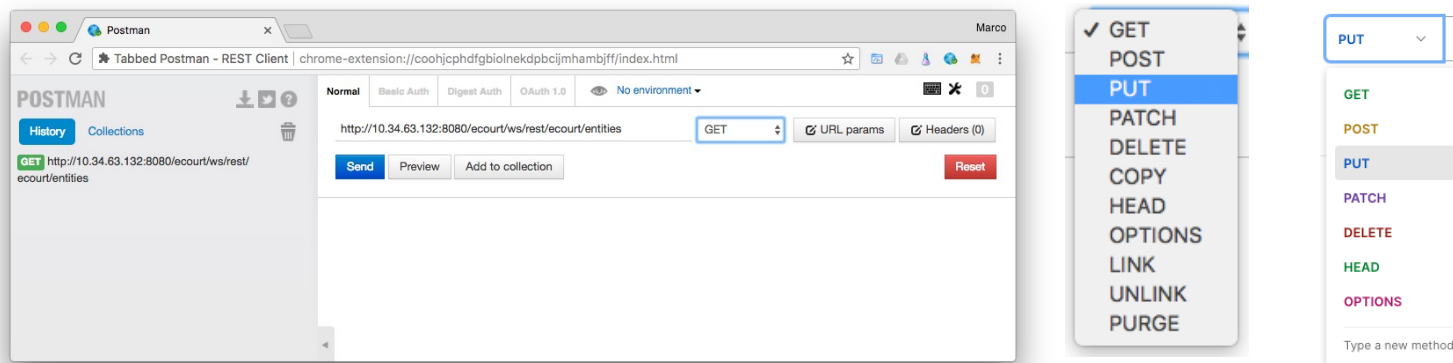 Postman
Marco
Tabbed Postman - REST Client | chrome-extension://coohjcphdfgbiolnekdpbcijmhambjff/index.html
POSTMAN
History Collections
GET http://10.34.63.132:8080/ecourt/ws/rest/
ecourt/entities
Normal Basic Auth Digest Auth OAuth 1.0 No environment
0
http://10.34.63.132:8080/ecourt/ws/rest/ecourt/entities GET URL params Headers (0)
Send Preview Add to collection Reset
GET
POST
PUT
PATCH
DELETE
COPY
HEAD
OPTIONS
LINK
UNLINK
PURGE
PUT
GET
POST
PUT
PATCH
DELETE
HEAD
OPTIONS
Type a new method